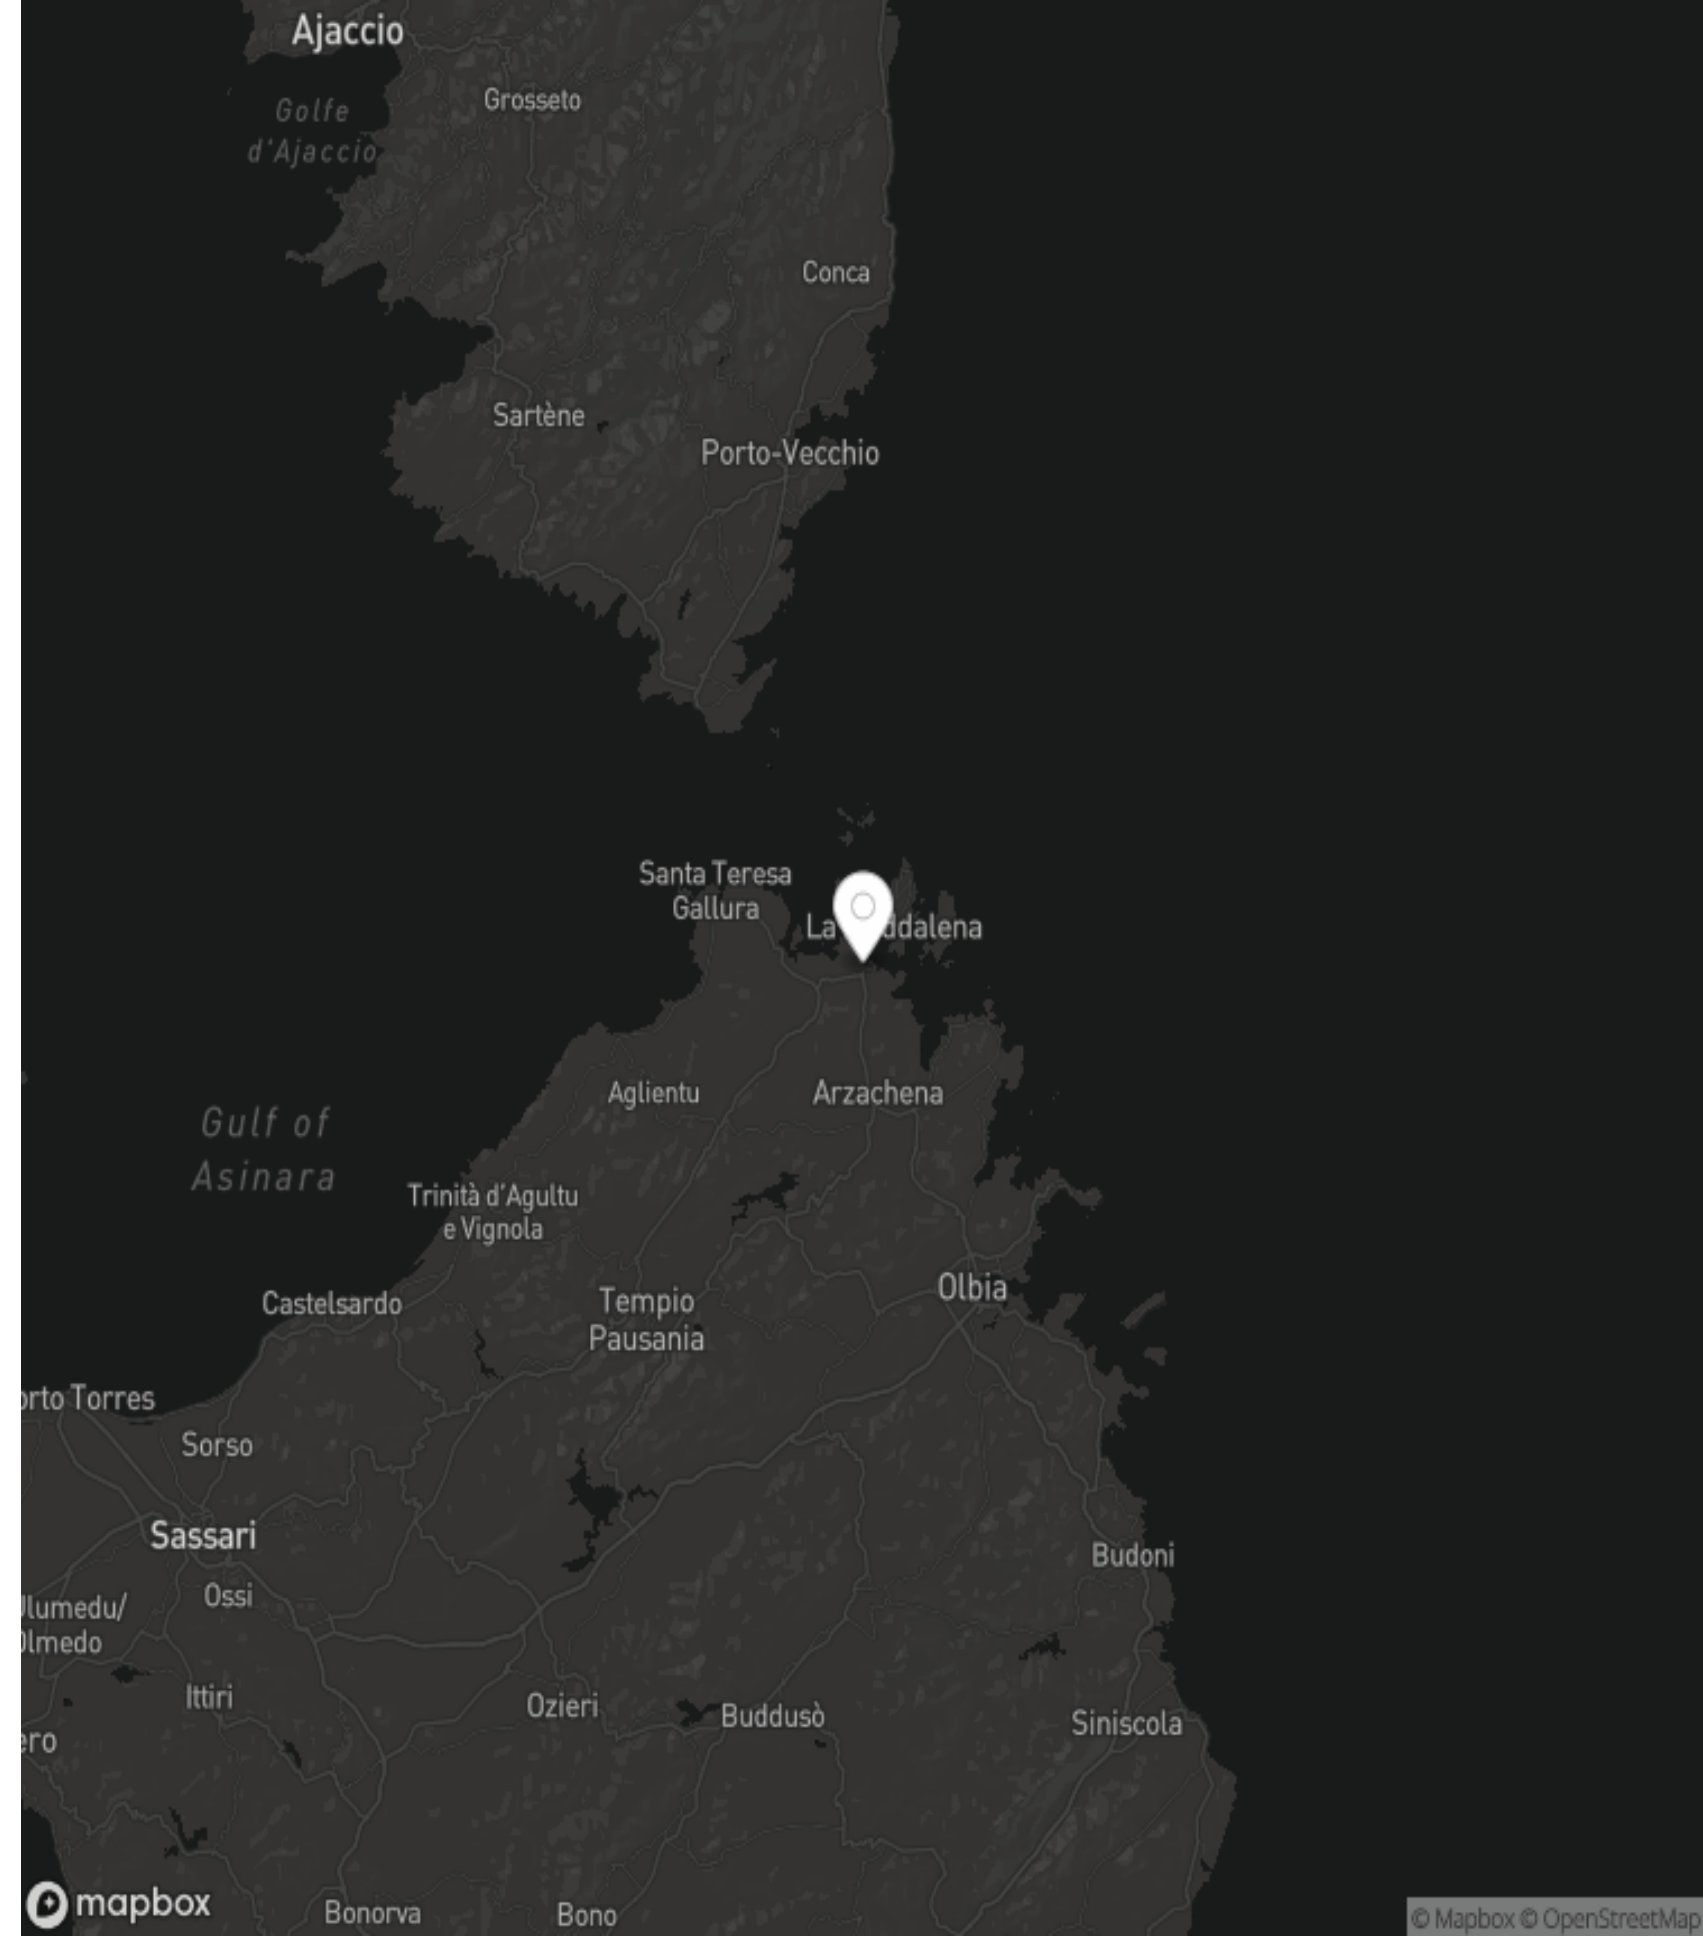 Ajaccio
Grosseto
Golfe
d'Ajaccio
Conca
Sartène
Porto-Vecchio
Santa Teresa
Gallura
La ddalena
Aglientu
Arzachena
Gulf of
Asinara
Trinità d'Agultu
e Vignola
Castelsardo
Tempio
Pausania
Olbia
orto Torres
Sorso
Sassari
Budoni
Ossi
lumedu/
lmedo
Ittiri
Ozieri
Buddusò
Siniscola
ero
mapbox
Bonorva
Bono
© Mapbox © OpenStreetMap